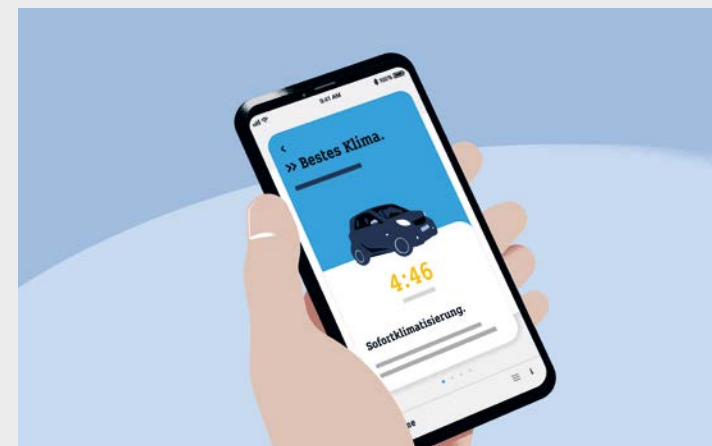 9:41 AM
100%
>> Bestes Klima.
4:46
Sofortklimatisierung.